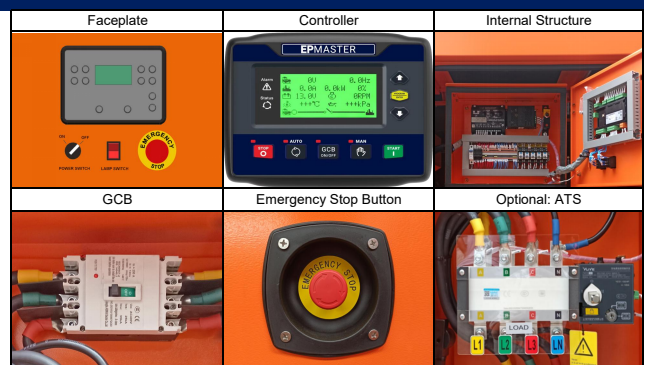 Faceplate
Controller
Internal Structure
ON
OFF
POWER SWITCH
LAMP SWITCH
EMERGENCY
STOP
EPMASTER
Alarm
Status
0V
0.0Hz
0.0A
0.0kW
0%
13.0V
0RPM
+++°C
+++kPa
STOP
O
AUTO
GCB
ON/OFF
MAN
START
I
GCB
Emergency Stop Button
Optional: ATS
EMERGENCY STOP
LOAD
L1
L2
L3
LN